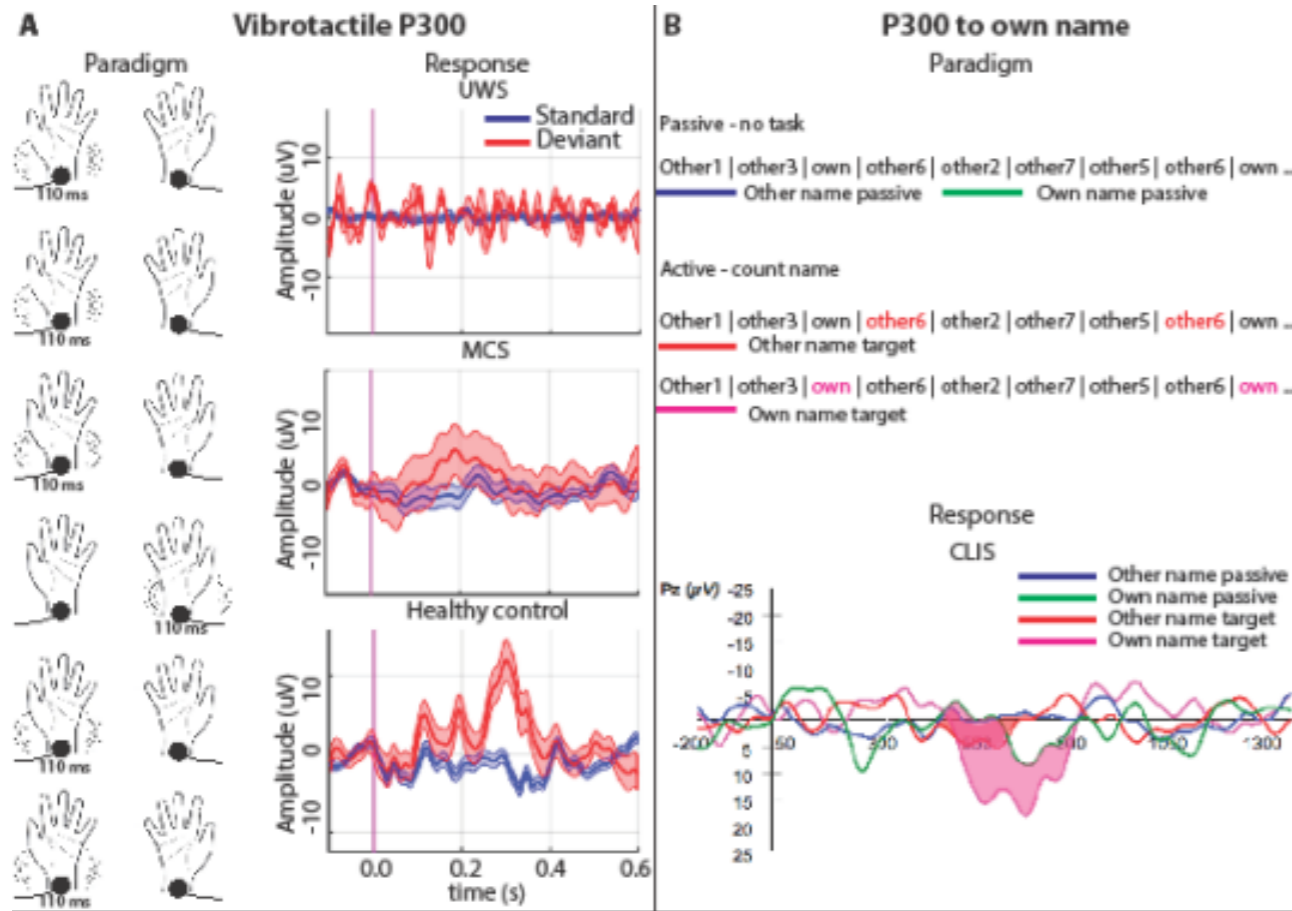 A Vibrotactile P300
Paradigm
110 ms
110 ms
110 ms
110 ms
110 ms
110 ms
Response
UWS
Standard
Deviant
Amplitude (uV)
10
0
-10
MCS
Amplitude (uV)
10
0
-10
Healthy control
Amplitude (uV)
10
0
-10
0.0 0.2 0.4 0.6
time (s)
B P300 to own name
Paradigm
Passive - no task
Other1 | other3 | own | other6 | other2 | other7 | other5 | other6 | own ...
Other name passive Own name passive
Active - count name
Other1 | other3 | own | other6 | other2 | other7 | other5 | other6 | own ...
Other name target
Other1 | other3 | own | other6 | other2 | other7 | other5 | other6 | own ...
Own name target
Response
CLIS
Other name passive
Own name passive
Other name target
Own name target
Pz (µV)
-25
-20
-15
-10
-5
5
10
15
20
25
-200 50 300 1050 1300